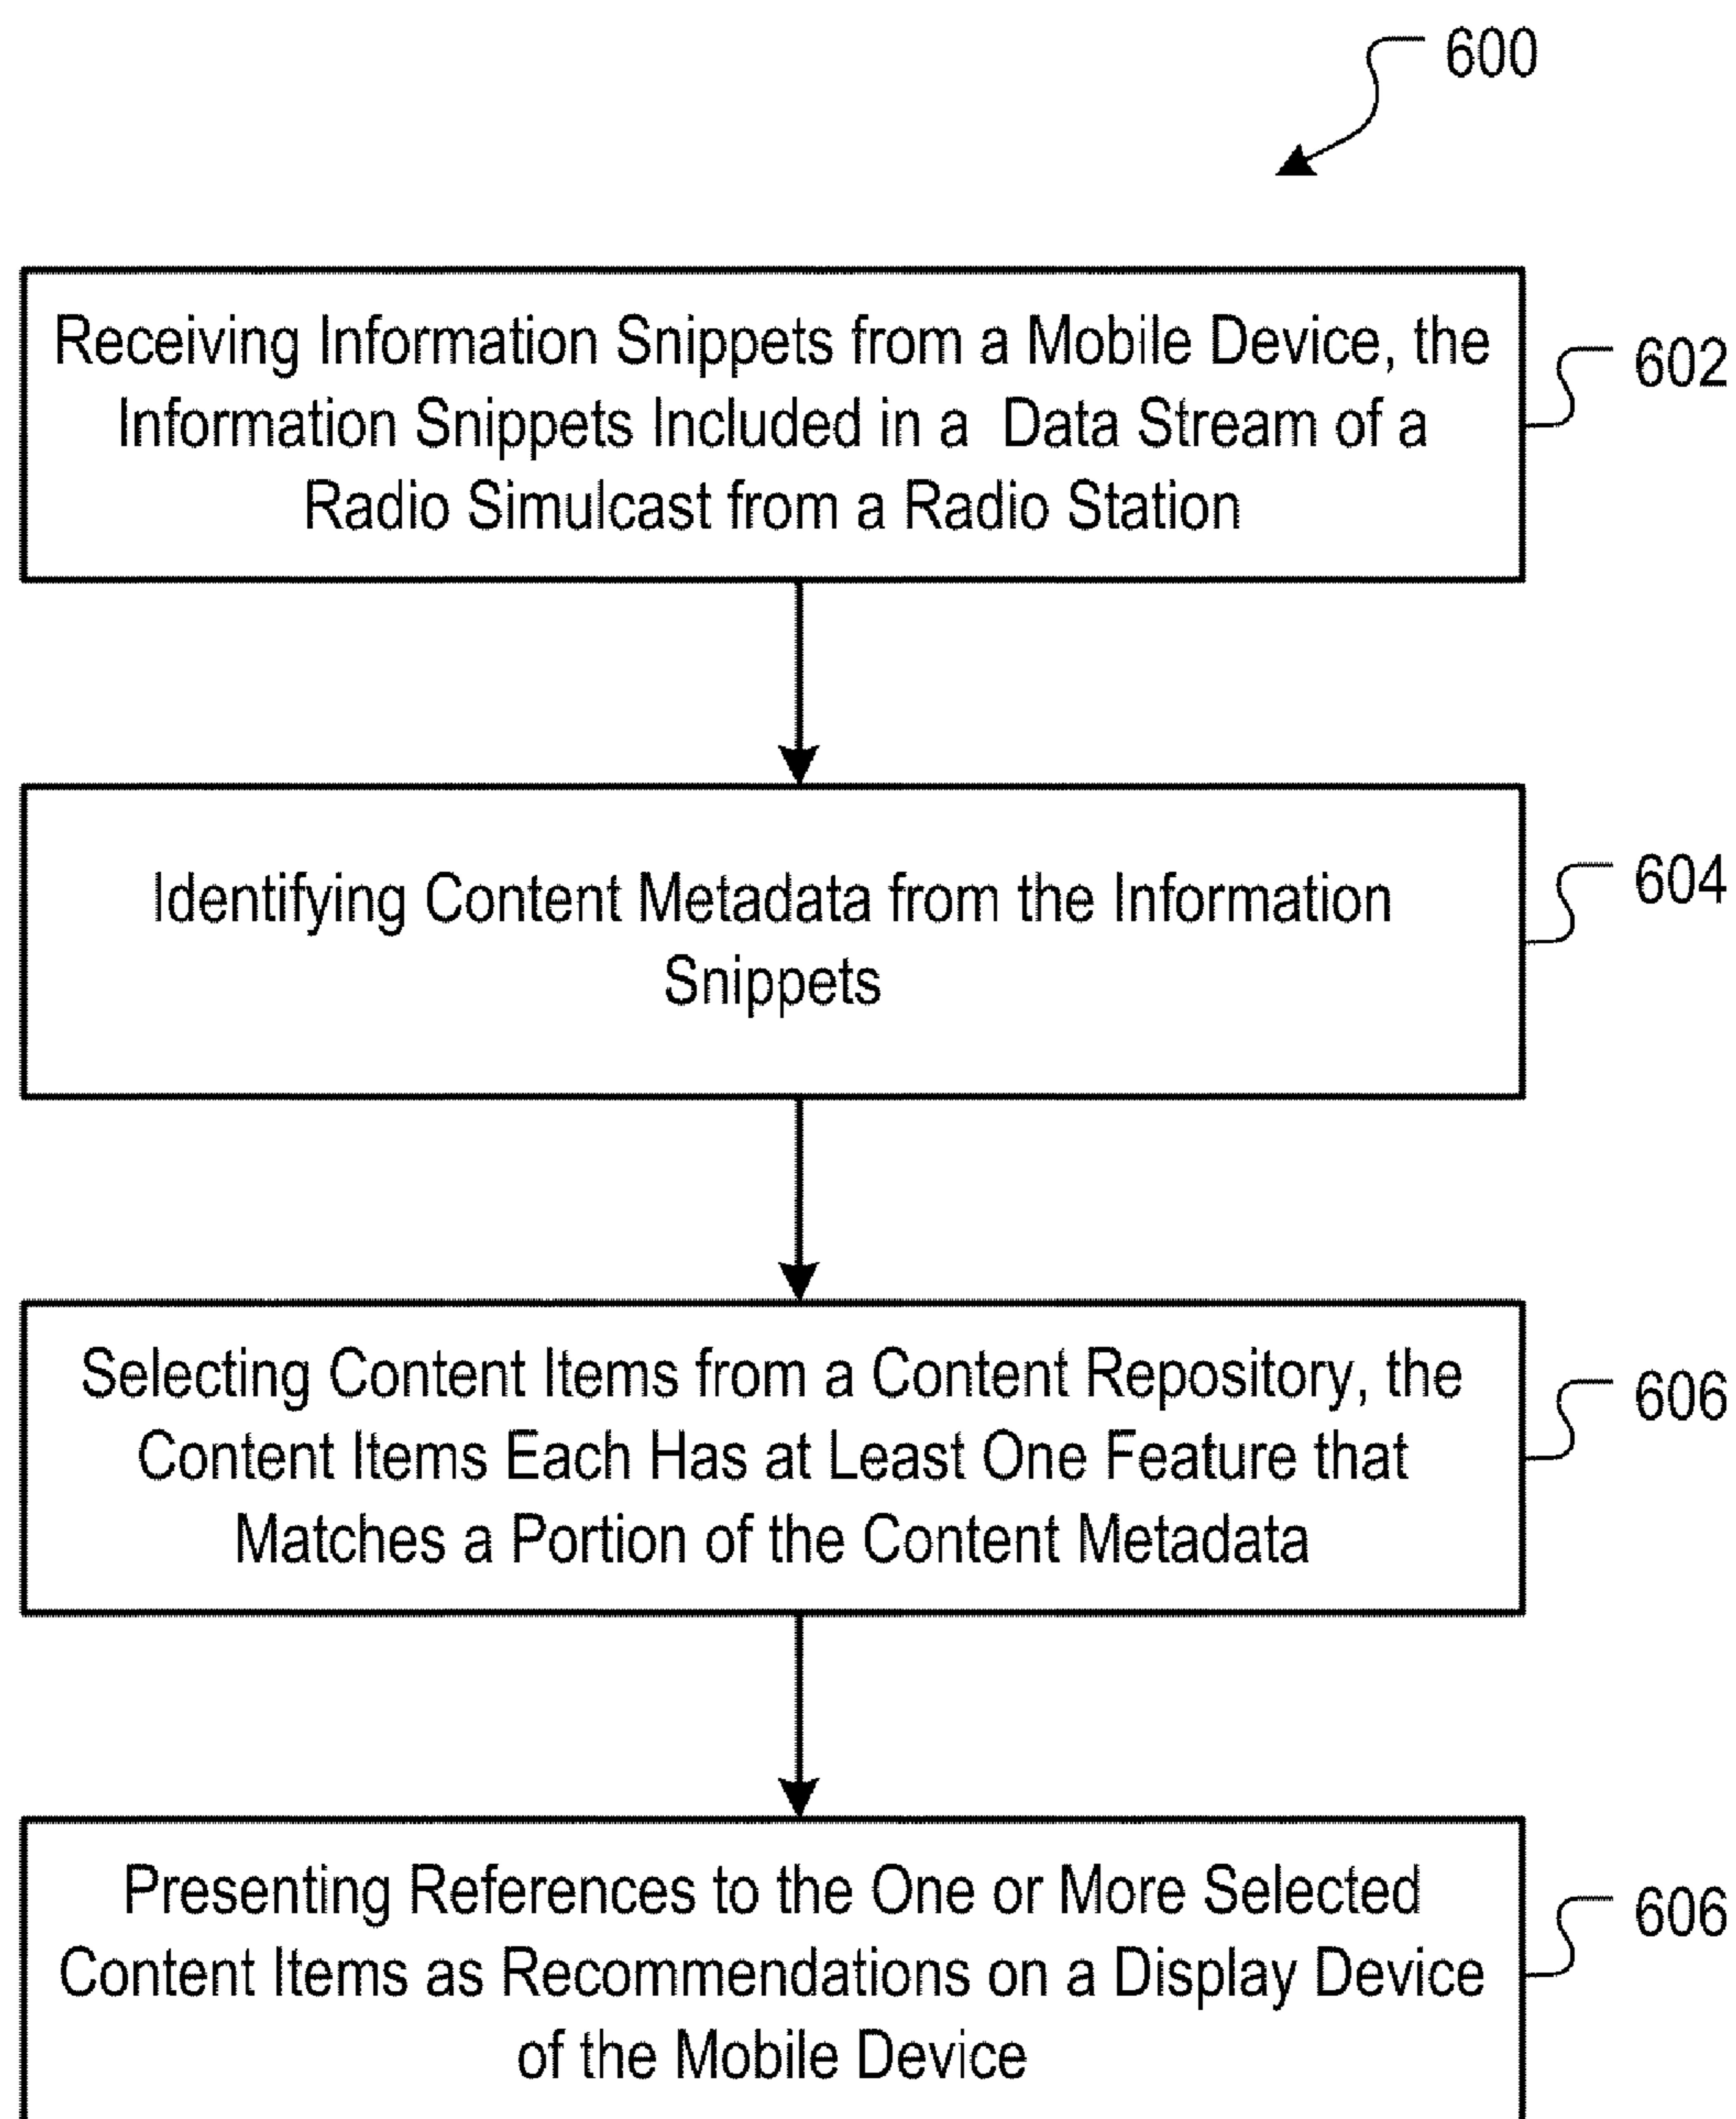 600
Receiving Information Snippets from a Mobile Device, the
Information Snippets Included in a Data Stream of a
Radio Simulcast from a Radio Station
602
Identifying Content Metadata from the Information
Snippets
604
Selecting Content Items from a Content Repository, the
Content Items Each Has at Least One Feature that
Matches a Portion of the Content Metadata
606
Presenting References to the One or More Selected
Content Items as Recommendations on a Display Device
of the Mobile Device
606